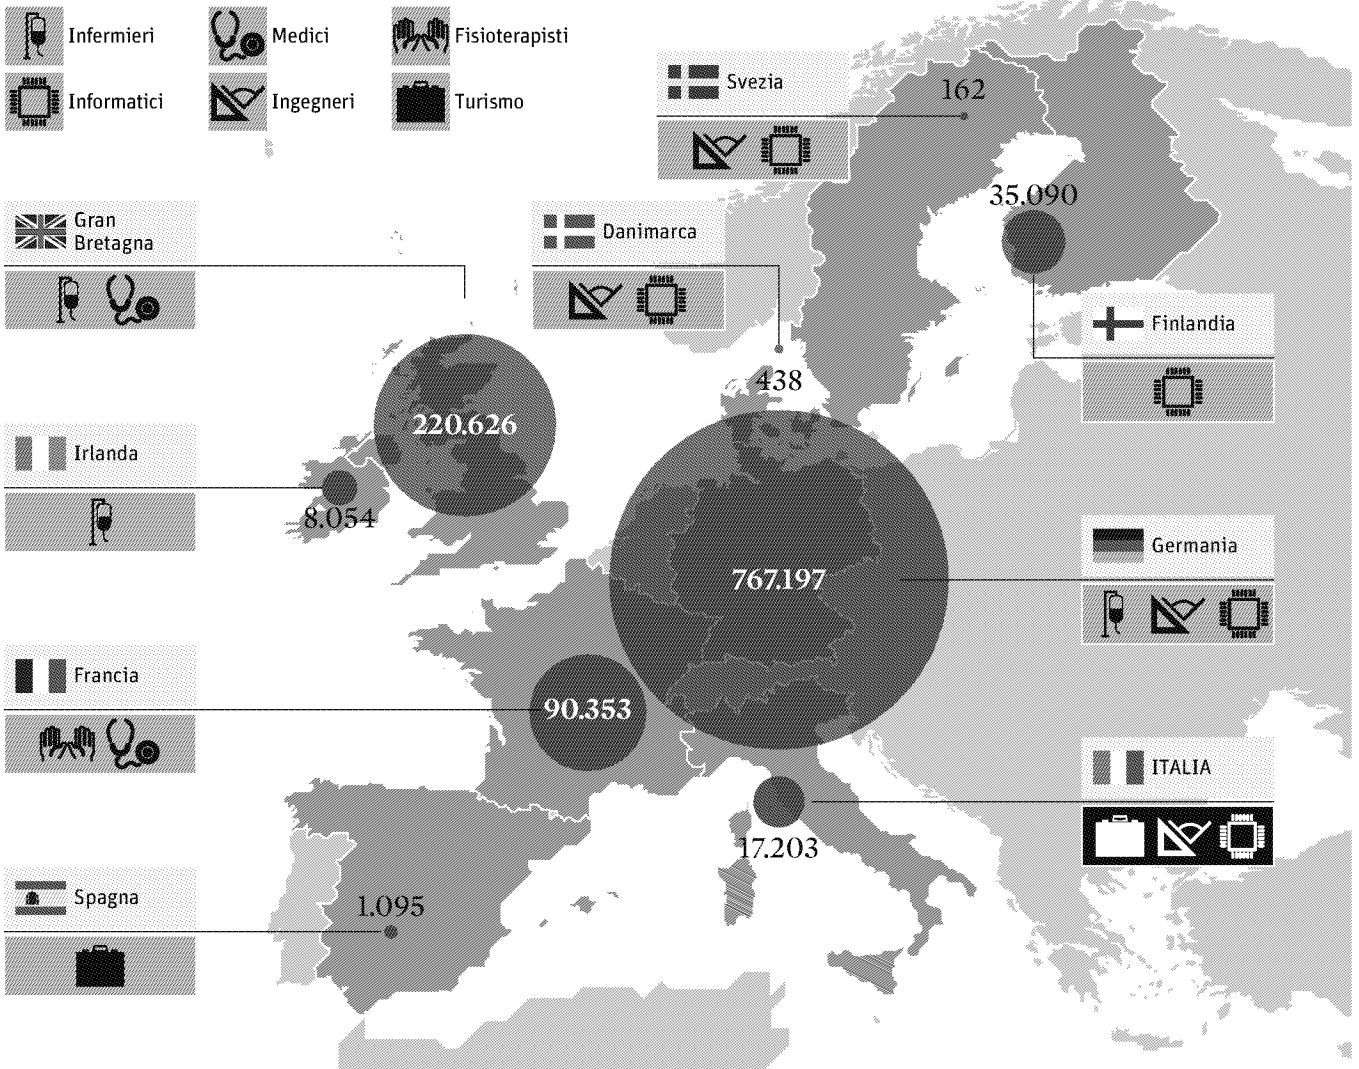 Infermieri
Medici
Fisioterapisti
Informatici
Ingegneri
Turismo
Svezia
162
35.090
Gran
Bretagna
Danimarca
Finlandia
438
220.626
Irlanda
8.054
Germania
767.197
Francia
90.353
ITALIA
17.203
Spagna
1.095